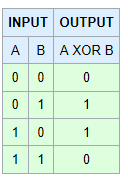 INPUT OUTPUT
A B A XOR B
0 0 0
0 1 1
1 0 1
1 1 0